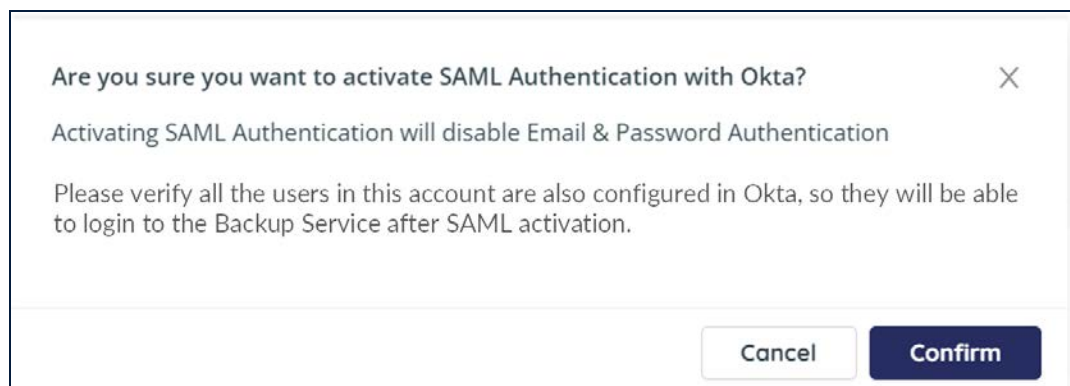 Are you sure you want to activate SAML Authentication with Okta?
Activating SAML Authentication will disable Email & Password Authentication
Please verify all the users in this account are also configured in Okta, so they will be able
to login to the Backup Service after SAML activation.
Cancel
Confirm